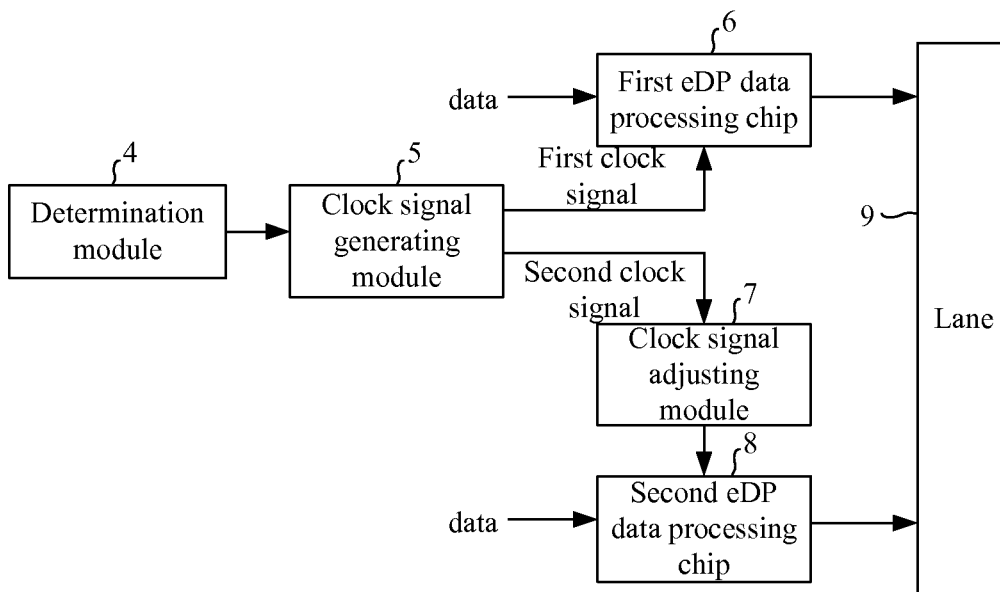 6
First eDP data
processing chip
data
First clock
signal
4
Determination
module
5
Clock signal
generating
module
9
Second clock
signal
7
Clock signal
adjusting
module
Lane
8
Second eDP
data processing
chip
data